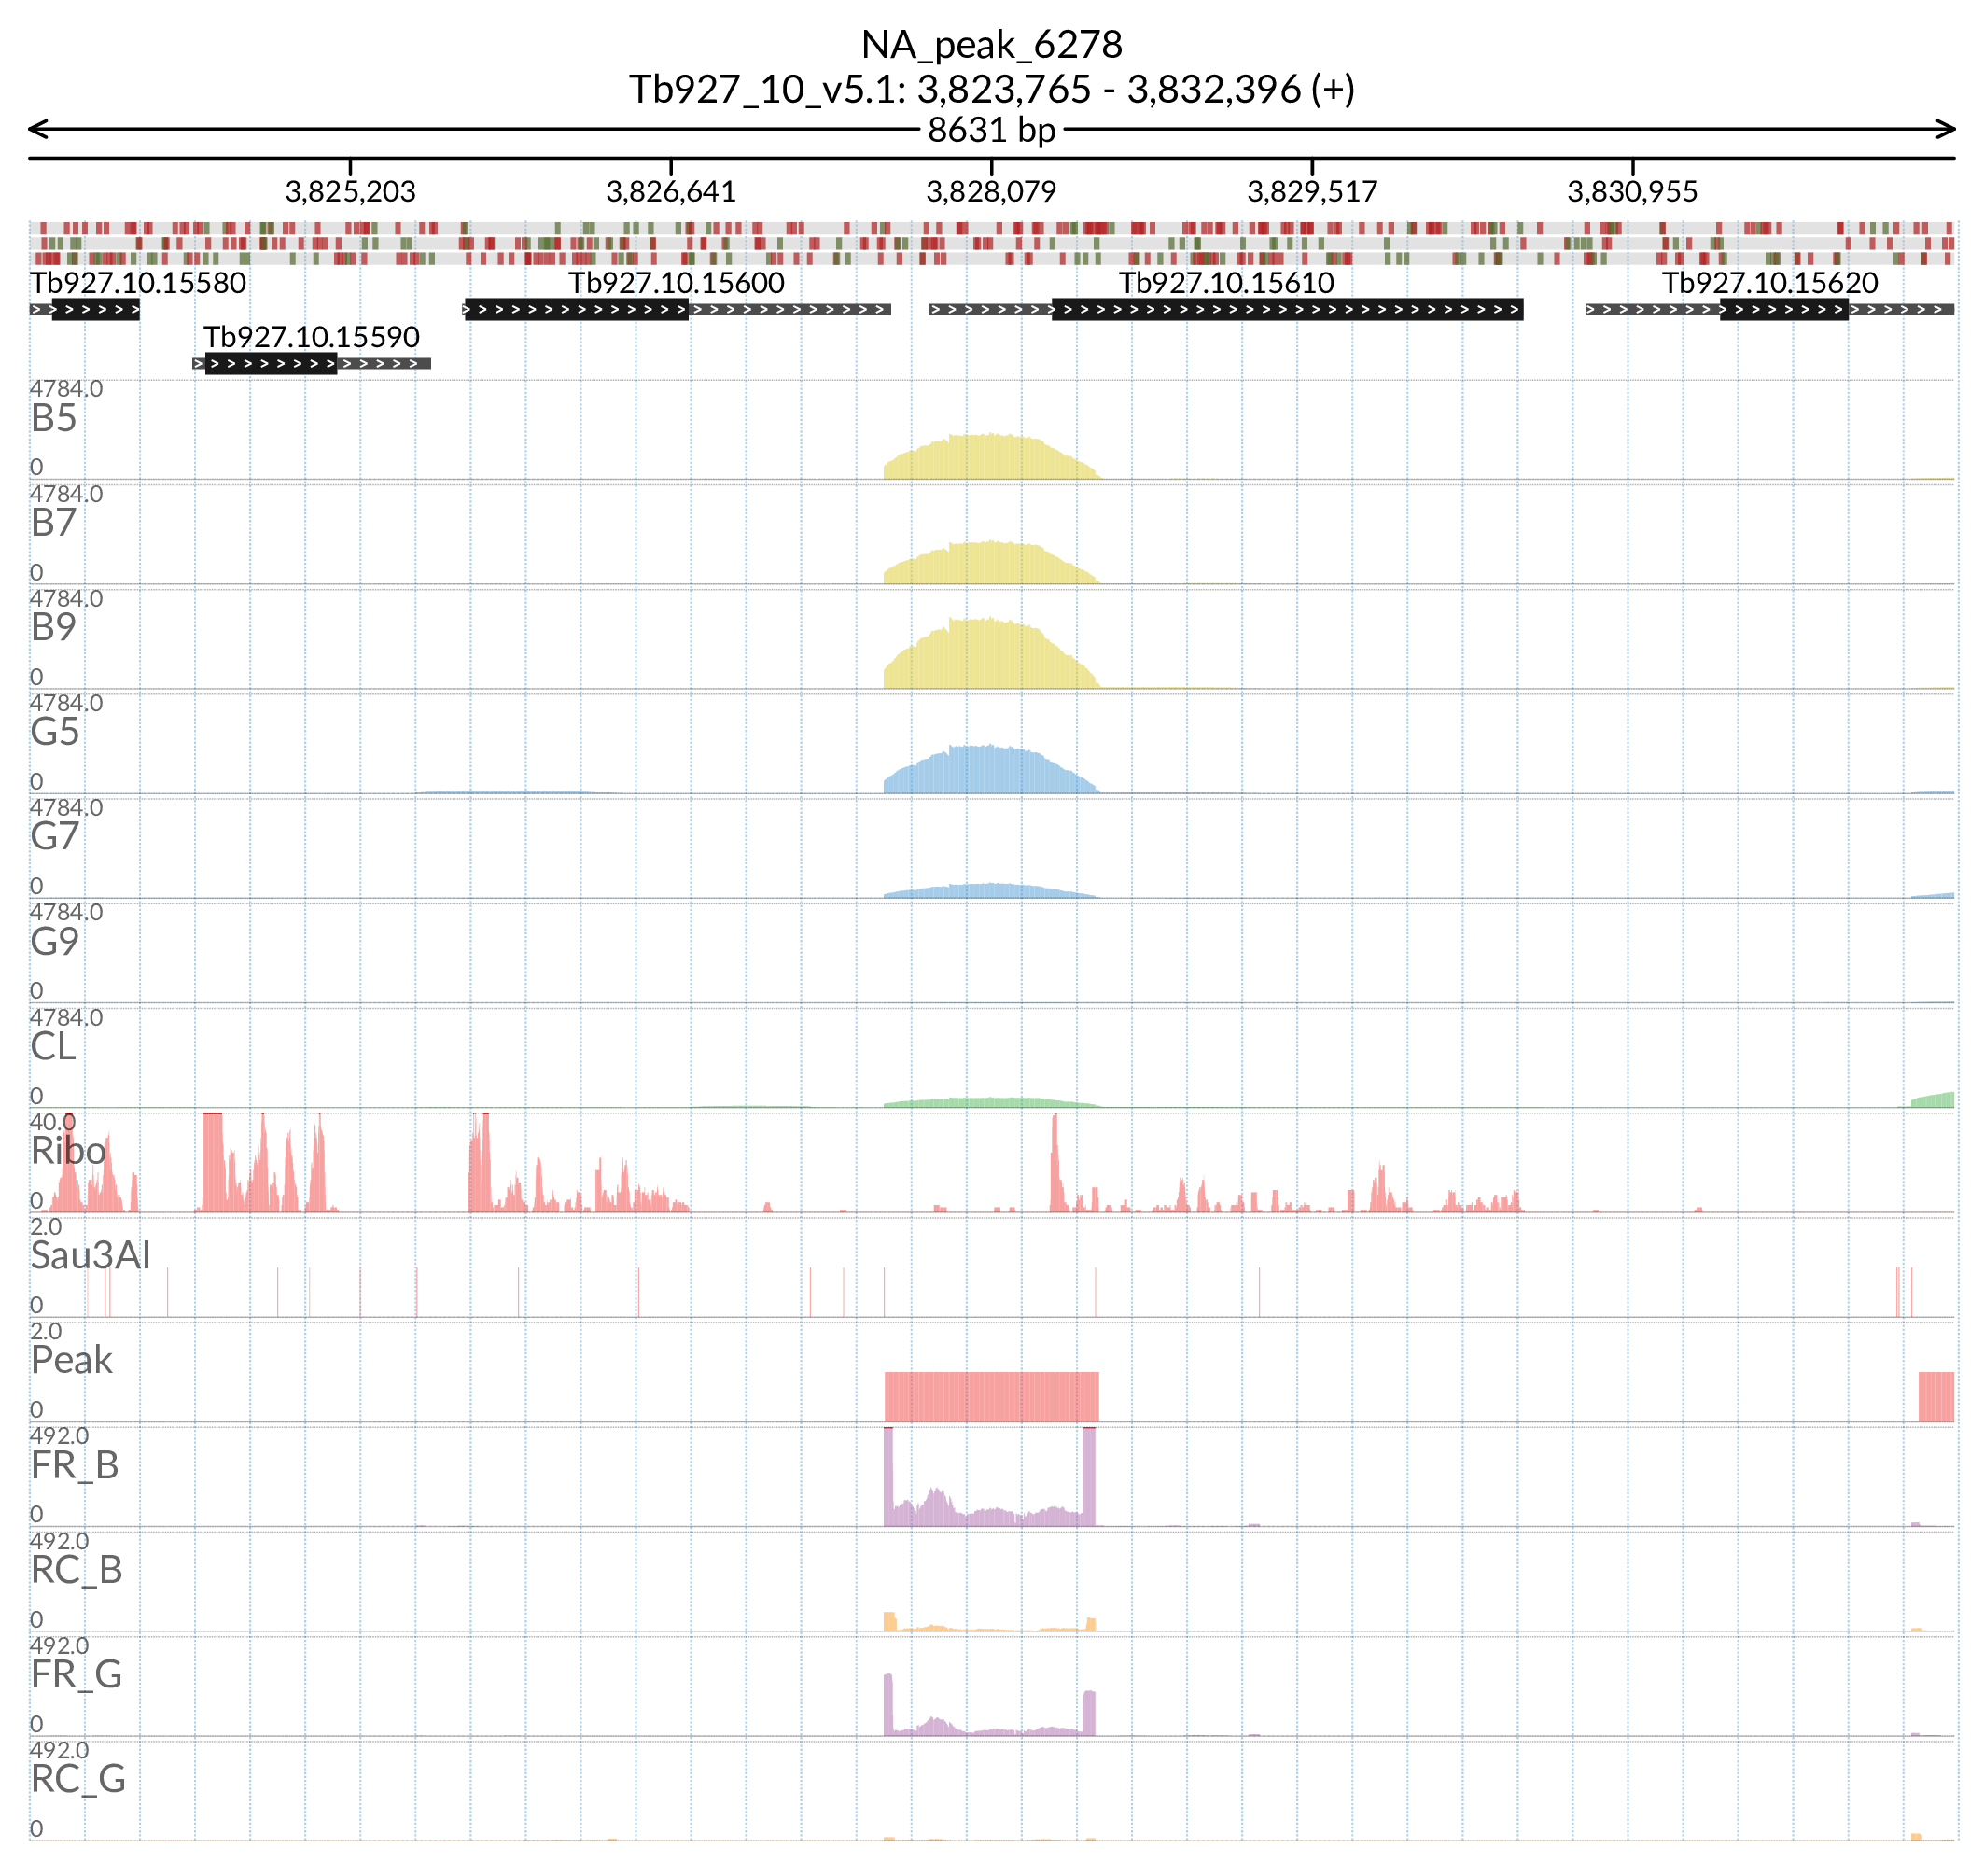 NA_peak_6278
Tb927_10_v5.1: 3,823,765 - 3,832,396 (+)
8631 bp
3,825,203 3,826,641 3,828,079 3,829,517 3,830,955
Tb927.10.15580 Tb927.10.15600 Tb927.10.15610 Tb927.10.15620
Tb927.10.15590
4784.0
B5
0
4784.0
B7
0
4784.0
B9
0
4784.0
G5
0
4784.0
G7
0
4784.0
G9
0
4784.0
CL
0
40.0
Ribo
0
2.0
Sau3AI
0
2.0
Peak
0
492.0
FR_B
0
492.0
RC_B
0
492.0
FR_G
0
492.0
RC_G
0